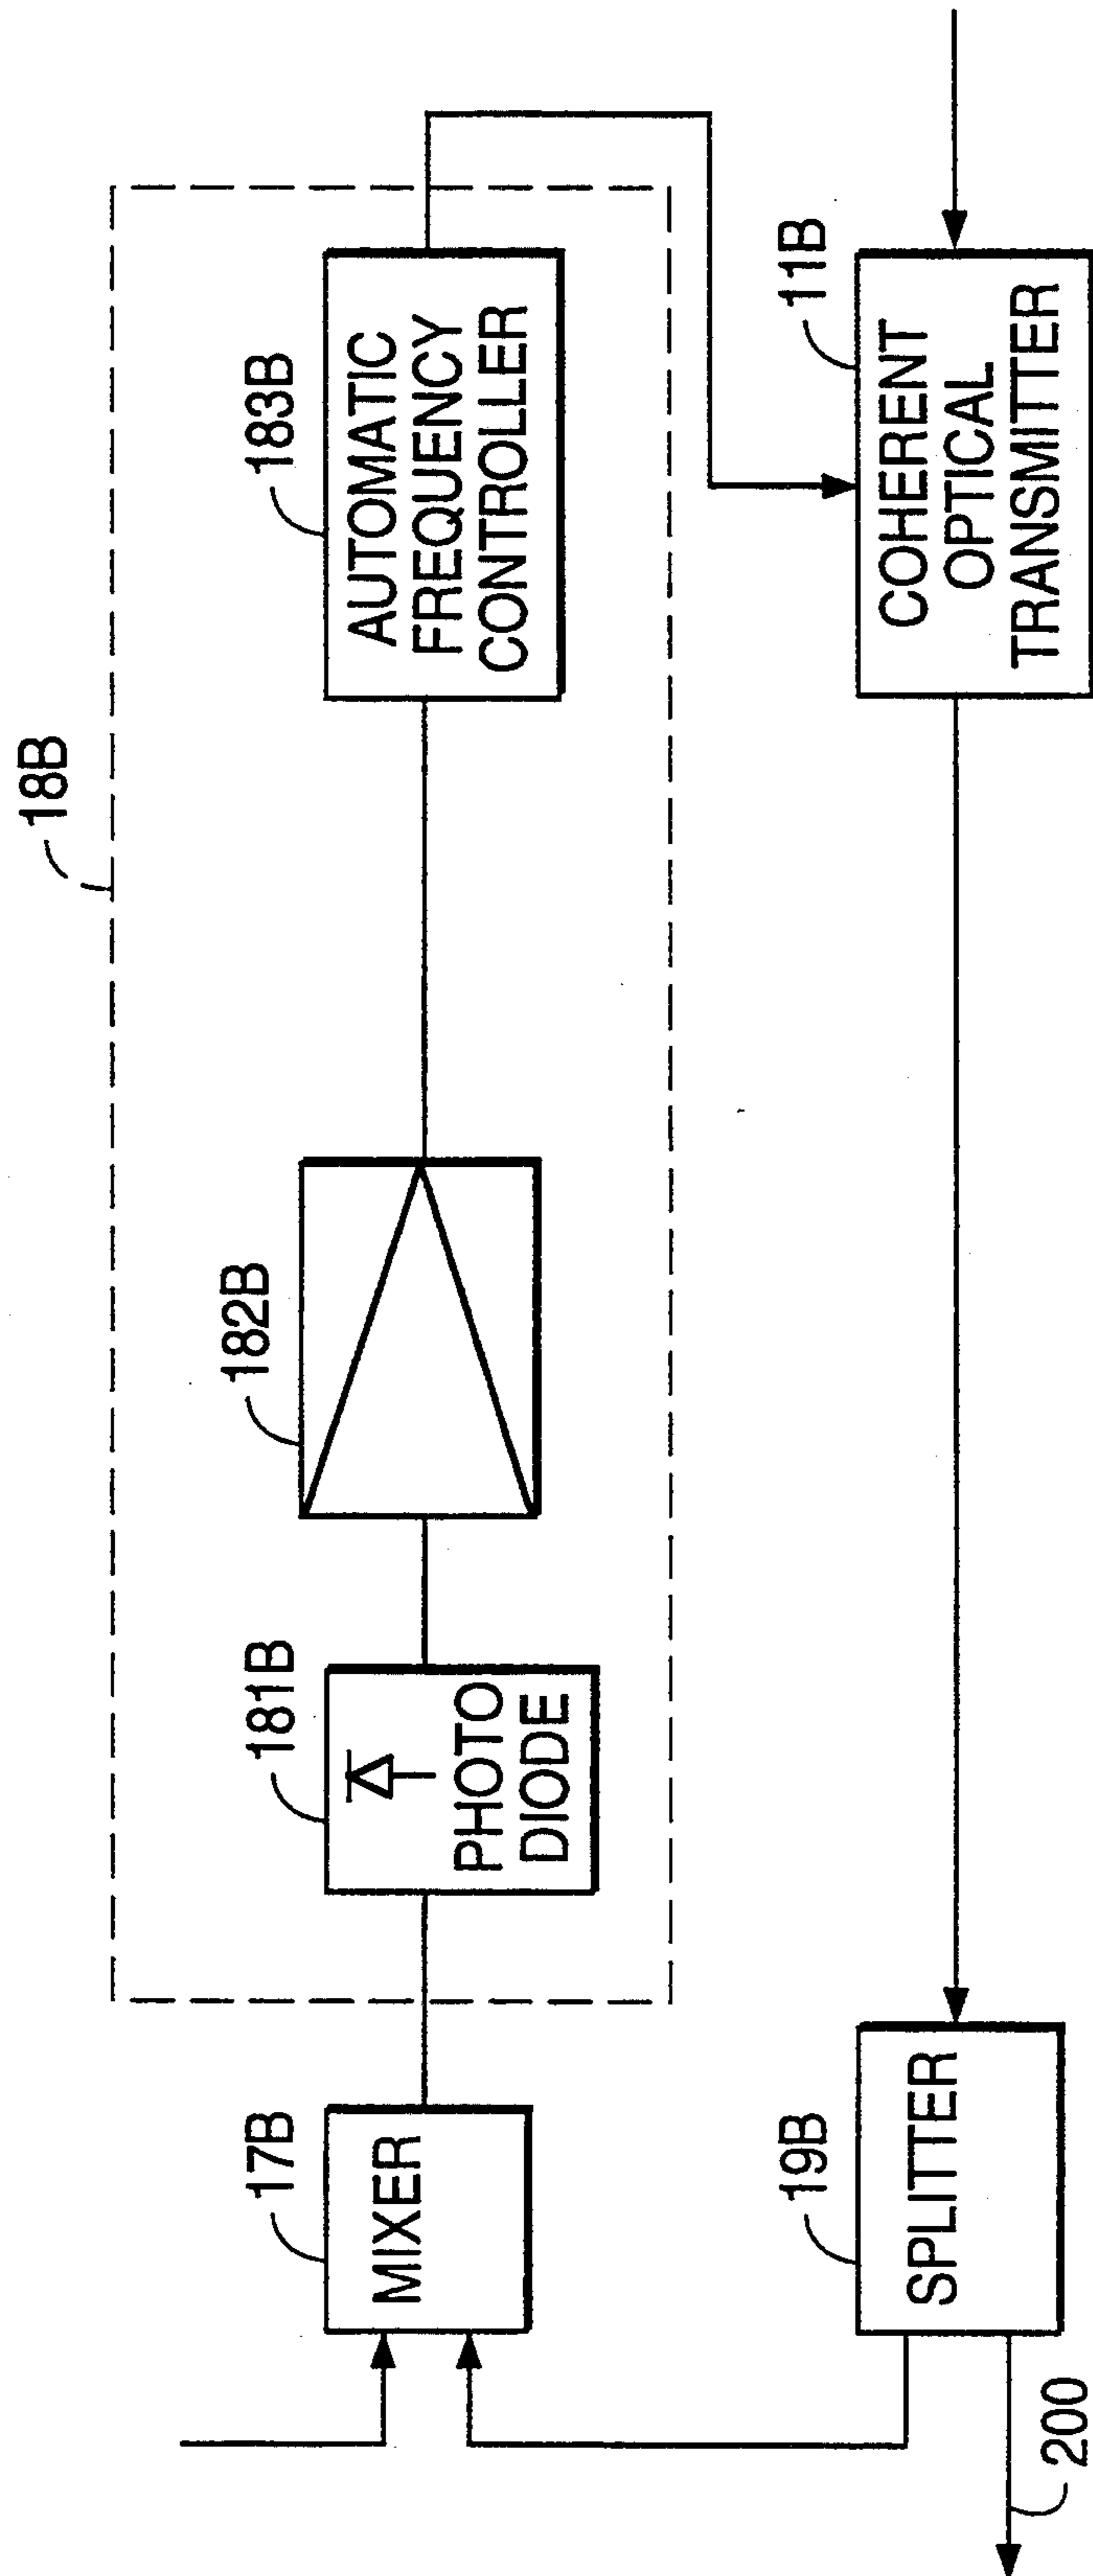 18B
17B
MIXER
181B
PHOTO
DIODE
182B
183B
AUTOMATIC
FREQUENCY
CONTROLLER
19B
SPLITTER
200
11B
COHERENT
OPTICAL
TRANSMITTER